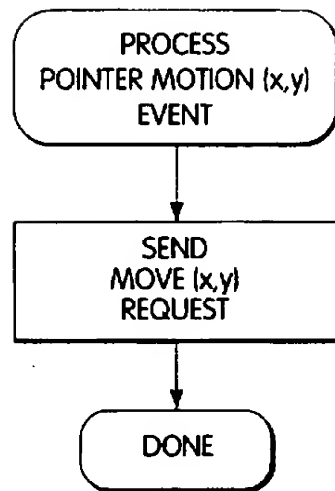 PROCESS
POINTER MOTION (x,y)
EVENT
SEND
MOVE (x,y)
REQUEST
DONE